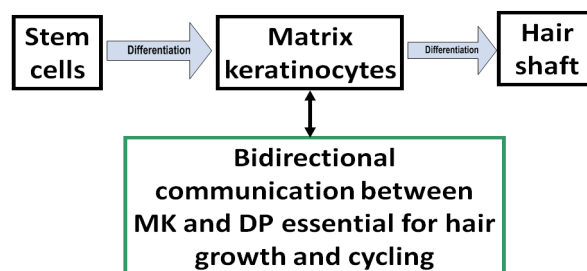 Stem
cells
Differentiation
Matrix
keratinocytes
Differentiation
Hair
shaft
Bidirectional
communication between
MK and DP essential for hair
growth and cycling